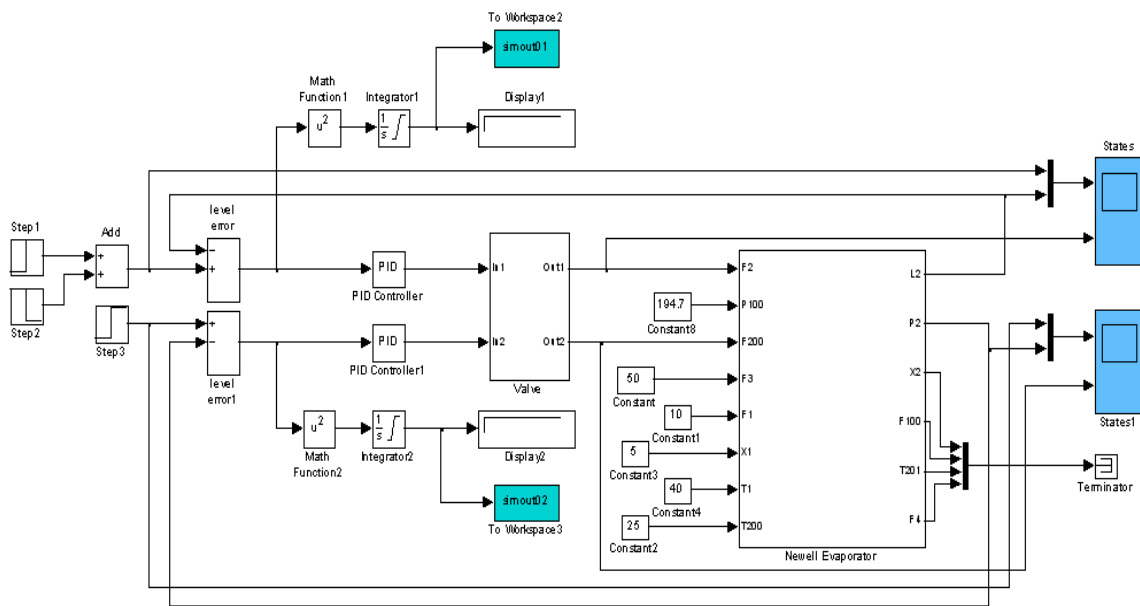 To Workspace2
simout01
Math
Function1
Integrator1
Display1
u2
1
s
States
Step1
Add
level
error
+
+
−
+
Step2
PID
PID Controller
In1
Out1
F2
L2
194.7
Constant8
P100
P2
Step3
+
−
level
error1
PID
PID Controller1
In2
Out2
Valve
F200
50
Constant
F3
X2
States1
10
Constant1
F1
F100
u2
Math
Function2
1
s
Integrator2
Display2
5
Constant3
X1
T201
Terminator
simout02
To Workspace3
40
Constant4
T1
F4
25
Constant2
T200
Newell Evaporator